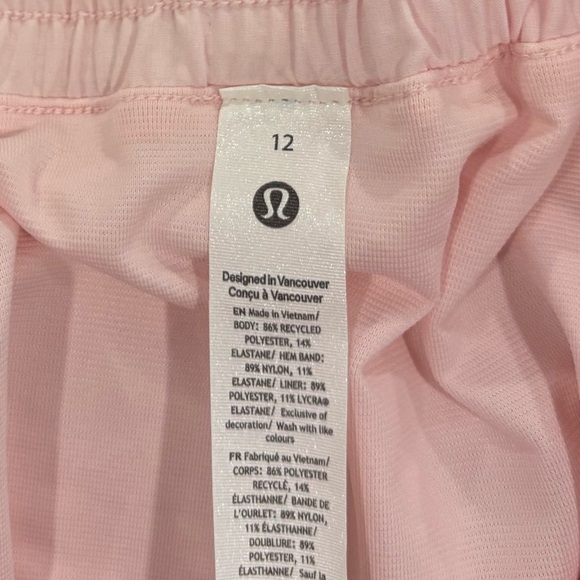 12
Designed in Vancouver
Conçu à Vancouver
EN Made in Vietnam/
BODY: 86% RECYCLED
POLYESTER, 14%
ELASTANE/ HEM BAND:
89% NYLON, 11%
ELASTANE/ LINER: 89%
POLYESTER, 11% LYCRA®
ELASTANE/ Exclusive of
decoration/ Wash with like
colours
FR Fabriqué au Vietnam/
CORPS: 86% POLYESTER
RECYCLÉ, 14%
ÉLASTHANNE/ BANDE DE
L'OURLET: 89% NYLON,
11% ÉLASTHANNE/
DOUBLURE: 89%
POLYESTER, 11%
ÉLASTHANNE/ Sauf la